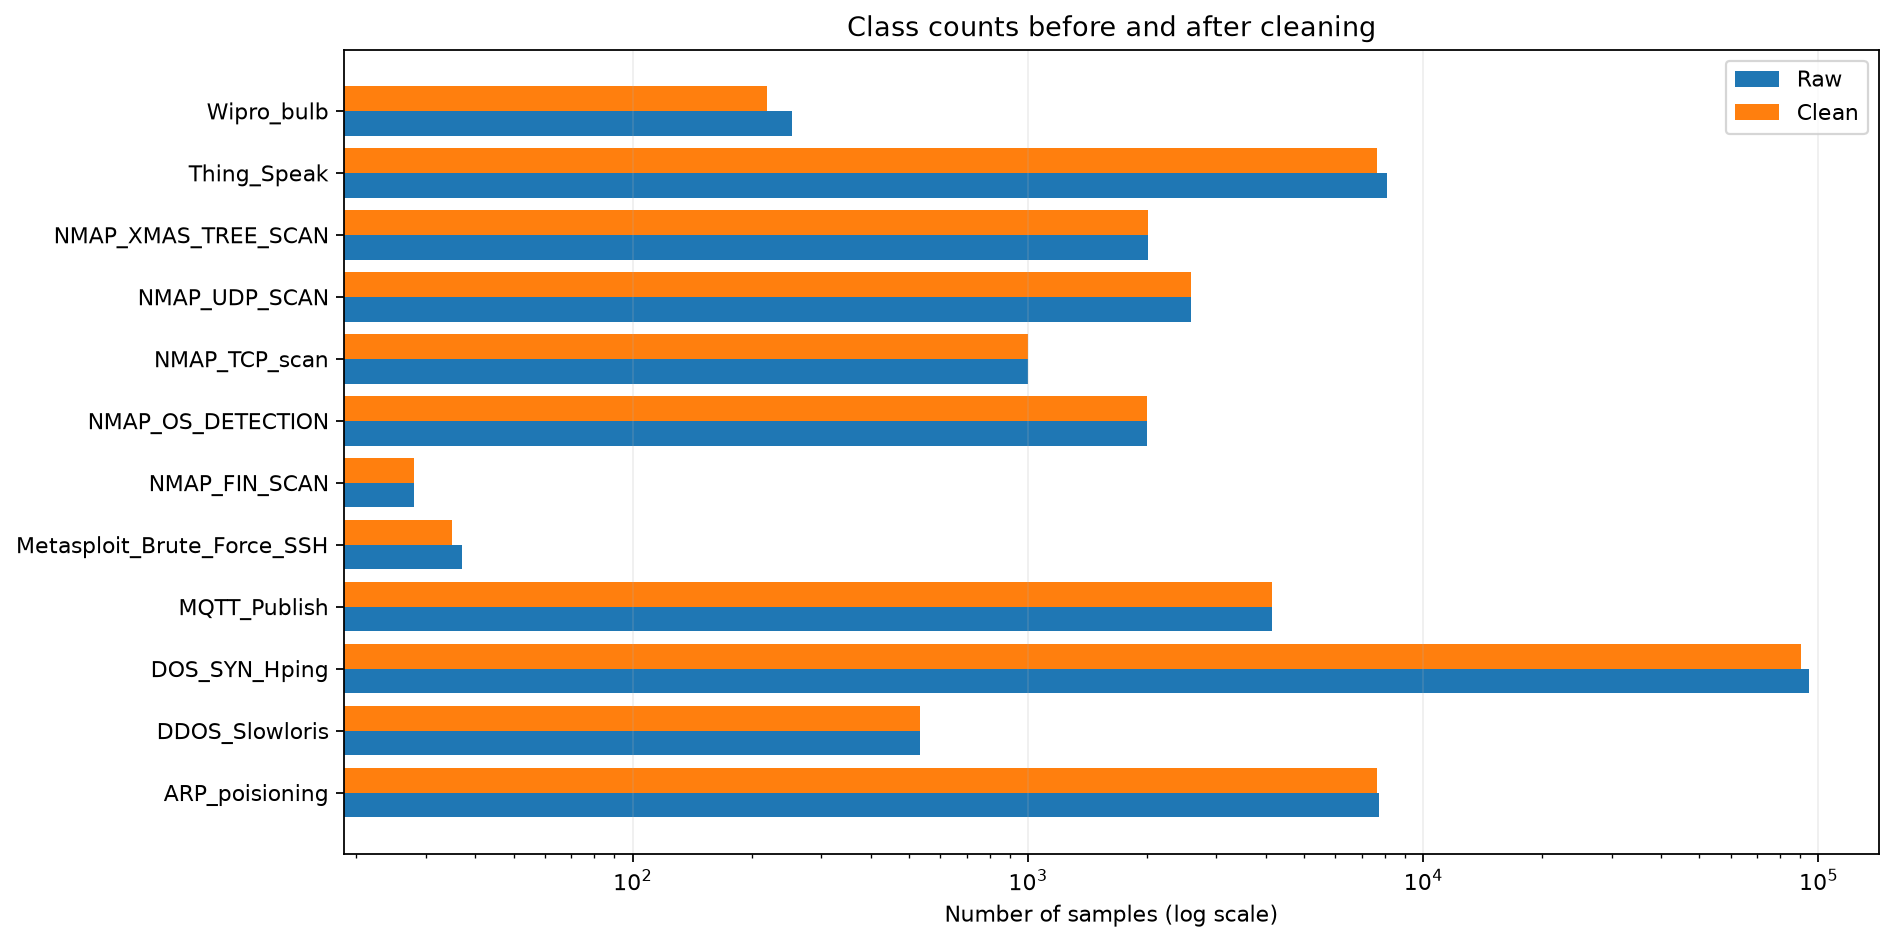 Class counts before and after cleaning
Raw
Clean
Wipro_bulb
Thing_Speak
NMAP_XMAS_TREE_SCAN
NMAP_UDP_SCAN
NMAP_TCP_scan
NMAP_OS_DETECTION
NMAP_FIN_SCAN
Metasploit_Brute_Force_SSH
MQTT_Publish
DOS_SYN_Hping
DDOS_Slowloris
ARP_poisioning
10² 10³ 10⁴ 10⁵
Number of samples (log scale)